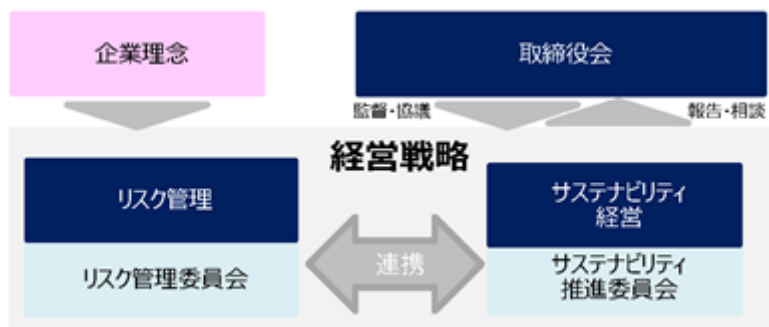 企業理念
取締役会
監督・協議
報告・相談
経営戦略
リスク管理
サステナビリティ
経営
連携
リスク管理委員会
サステナビリティ
推進委員会